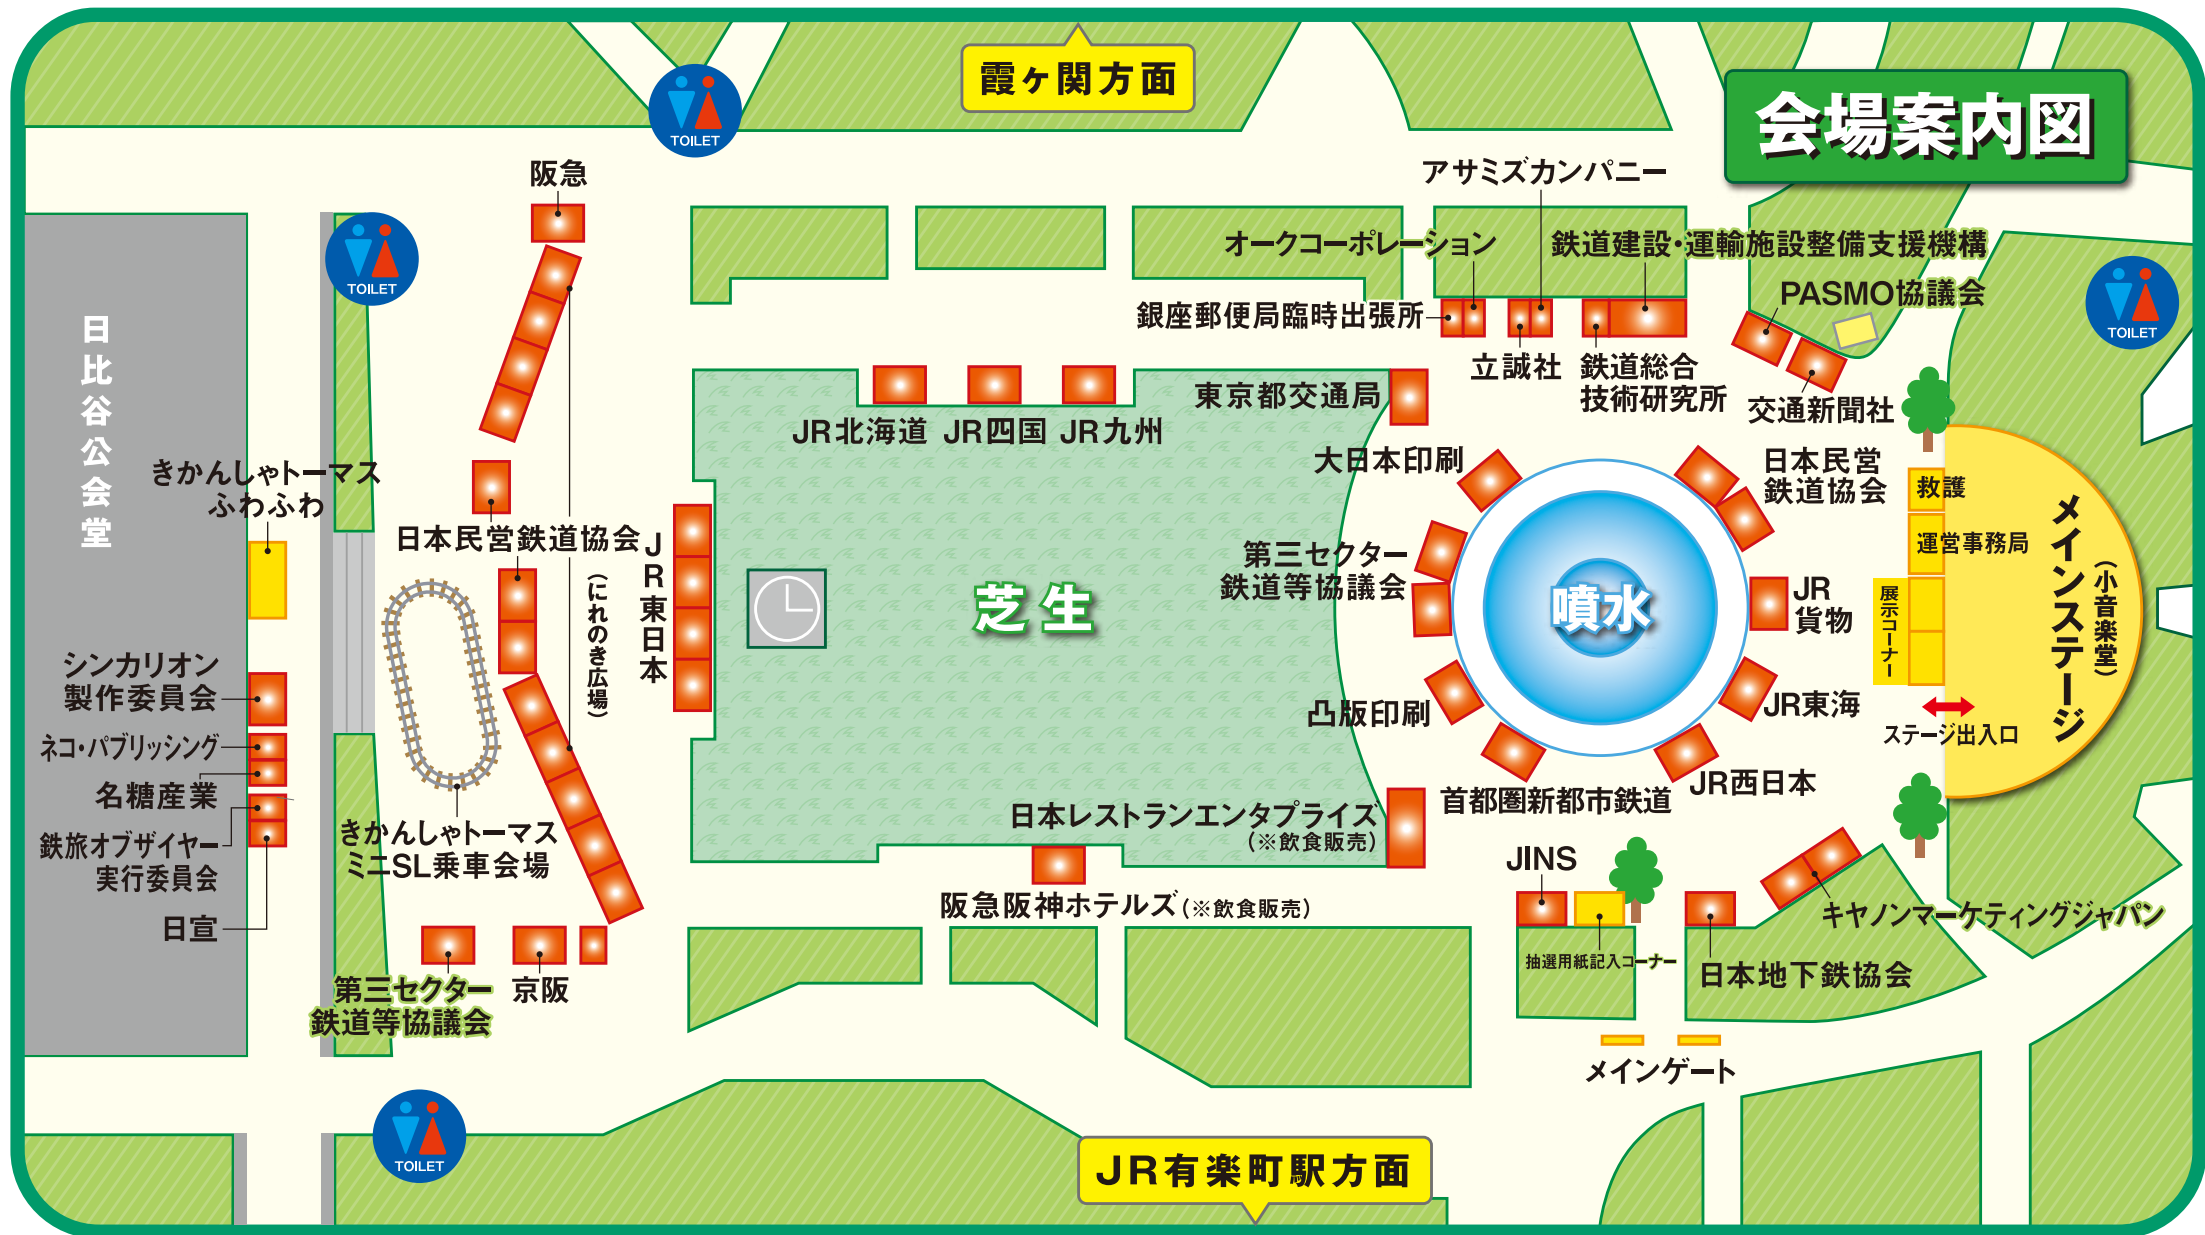 霞ヶ関方面
会場案内図
TOILET
阪急
アサミズカンパニー
オークコーポレーション
鉄道建設・運輸施設整備支援機構
TOILET
PASMO協議会
TOILET
銀座郵便局臨時出張所
日比谷公会堂
立誠社
鉄道総合
技術研究所
交通新聞社
東京都交通局
JR北海道
JR四国
JR九州
大日本印刷
日本民営
鉄道協会
きかんしゃトーマス
ふわふわ
救護
メインステージ
(小音楽堂)
運営事務局
日本民営鉄道協会
JR東日本
(にれのき広場)
第三セクター
鉄道等協議会
芝生
噴水
JR
貨物
展示コーナー
シンカリオン
製作委員会
凸版印刷
JR東海
ステージ出入口
ネコ・パブリッシング
名糖産業
JR西日本
首都圏新都市鉄道
日本レストランエンタプライズ
(※飲食販売)
きかんしゃトーマス
ミニSL乗車会場
鉄旅オブザイヤー
実行委員会
JINS
阪急阪神ホテルズ(※飲食販売)
キヤノンマーケティングジャパン
日宣
抽選用紙記入コーナー
日本地下鉄協会
第三セクター
鉄道等協議会
京阪
メインゲート
TOILET
JR有楽町駅方面